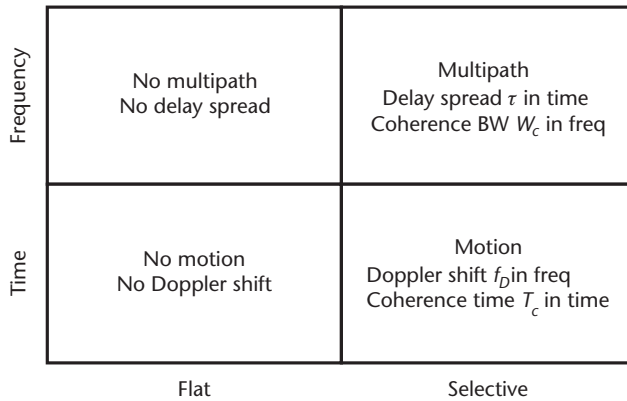 Frequency
No multipath
No delay spread
Multipath
Delay spread τ in time
Coherence BW W_c in freq
Time
No motion
No Doppler shift
Motion
Doppler shift f_D in freq
Coherence time T_c in time
Flat
Selective